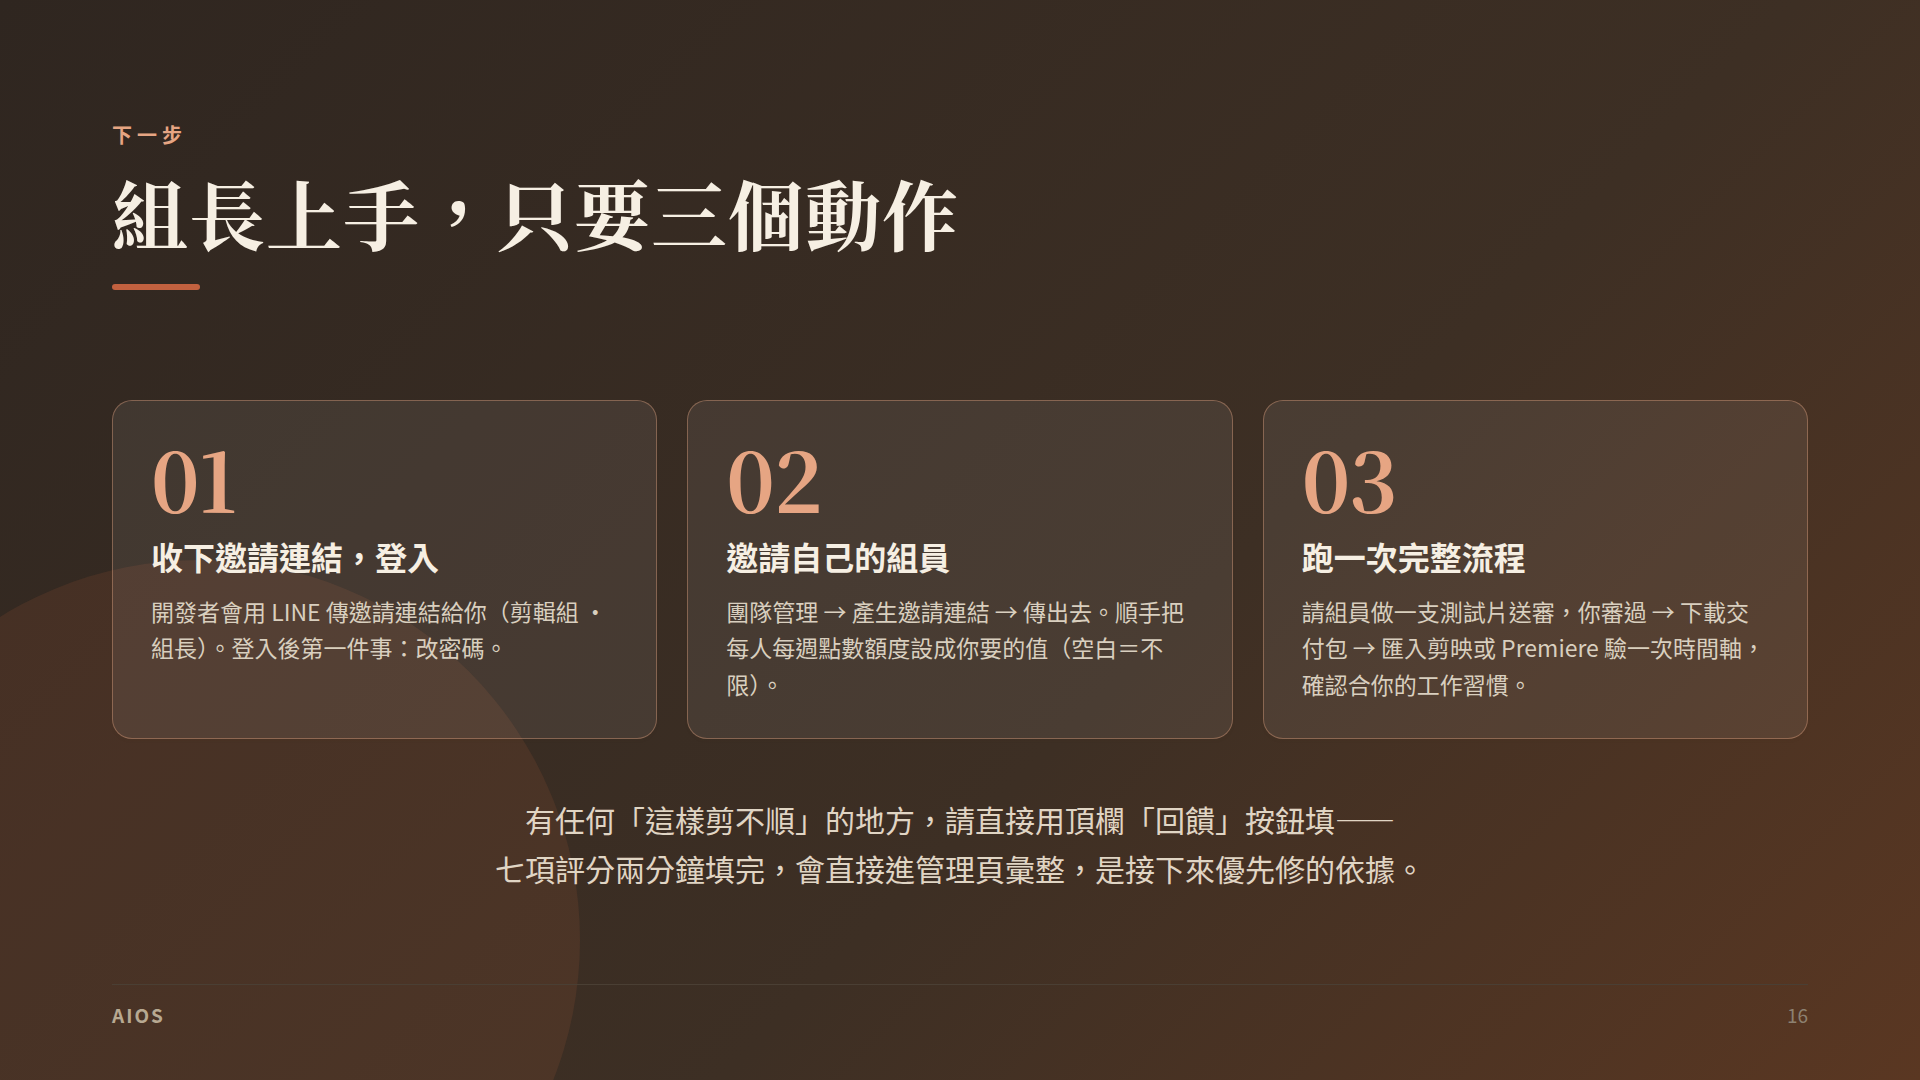 下一步
組長上手，只要三個動作
01
收下邀請連結，登入
開發者會用 LINE 傳邀請連結給你（剪輯組 ・
組長）。登入後第一件事：改密碼。
02
邀請自己的組員
團隊管理 → 產生邀請連結 → 傳出去。順手把
每人每週點數額度設成你要的值（空白＝不
限）。
03
跑一次完整流程
請組員做一支測試片送審，你審過 → 下載交
付包 → 匯入剪映或 Premiere 驗一次時間軸，
確認合你的工作習慣。
有任何「這樣剪不順」的地方，請直接用頂欄「回饋」按鈕填——
七項評分兩分鐘填完，會直接進管理頁彙整，是接下來優先修的依據。
AIOS
16